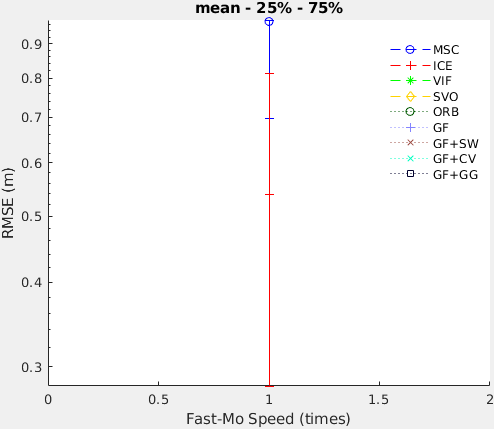 mean - 25% - 75%
0.9
0.8
0.7
0.6
0.5
0.4
0.3
RMSE (m)
MSC
ICE
VIF
SVO
ORB
GF
GF+SW
GF+CV
GF+GG
0
0.5
1
1.5
2
Fast-Mo Speed (times)